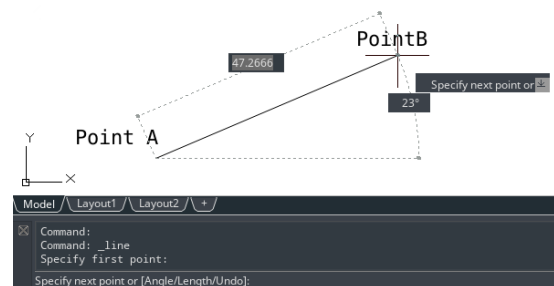 PointB
47.2666
Specify next point or
23°
Point A
Y
X
Model Layout1 Layout2 +
Command:
Command: _line
Specify first point:
Specify next point or [Angle/Length/Undo]: